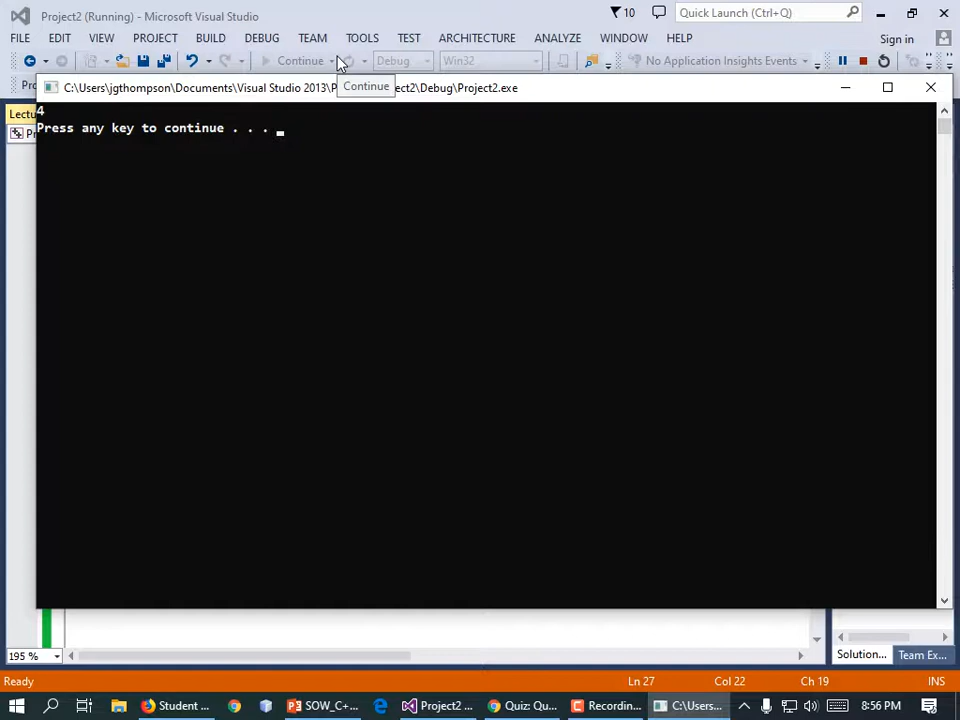 Project2 (Running) - Microsoft Visual Studio
10
Quick Launch (Ctrl+Q)
FILE EDIT VIEW PROJECT BUILD DEBUG TEAM TOOLS TEST ARCHITECTURE ANALYZE WINDOW HELP Sign in
Continue Debug Win32 No Application Insights Events
Continue
C:\Users\jgthompson\Documents\Visual Studio 2013\P ect2\Debug\Project2.exe
4
Press any key to continue . . .
195 %
Solution... Team Ex...
Ready Ln 27 Col 22 Ch 19 INS
Student ... SOW_C+... Project2 ... Quiz: Qu... Recordin... C:\Users... 8:56 PM